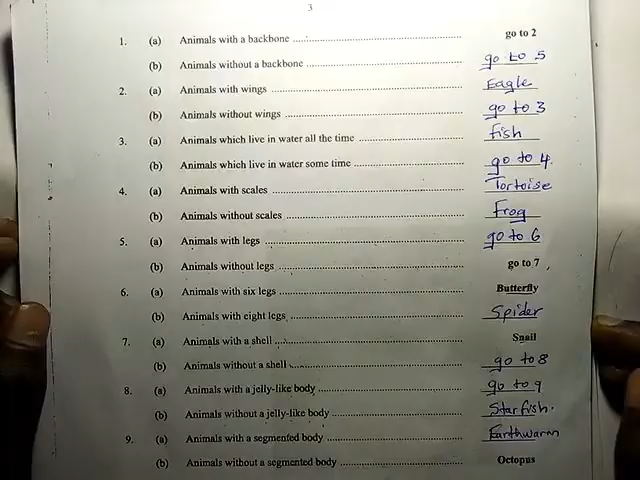 3
1. (a) Animals with a backbone ........ go to 2
(b) Animals without a backbone ........ go to 5
2. (a) Animals with wings ........ Eagle
(b) Animals without wings ........ go to 3
3. (a) Animals which live in water all the time ........ fish
(b) Animals which live in water some time ........ go to 4.
4. (a) Animals with scales ........ Tortoise
(b) Animals without scales ........ Frog
5. (a) Animals with legs ........ go to 6
(b) Animals without legs ........ go to 7
6. (a) Animals with six legs ........ Butterfly
(b) Animals with eight legs ........ Spider
7. (a) Animals with a shell ........ Snail
(b) Animals without a shell ........ go to 8
8. (a) Animals with a jelly-like body ........ go to 9
(b) Animals without a jelly-like body ........ Starfish.
9. (a) Animals with a segmented body ........ Earthwarm
(b) Animals without a segmented body ........ Octopus